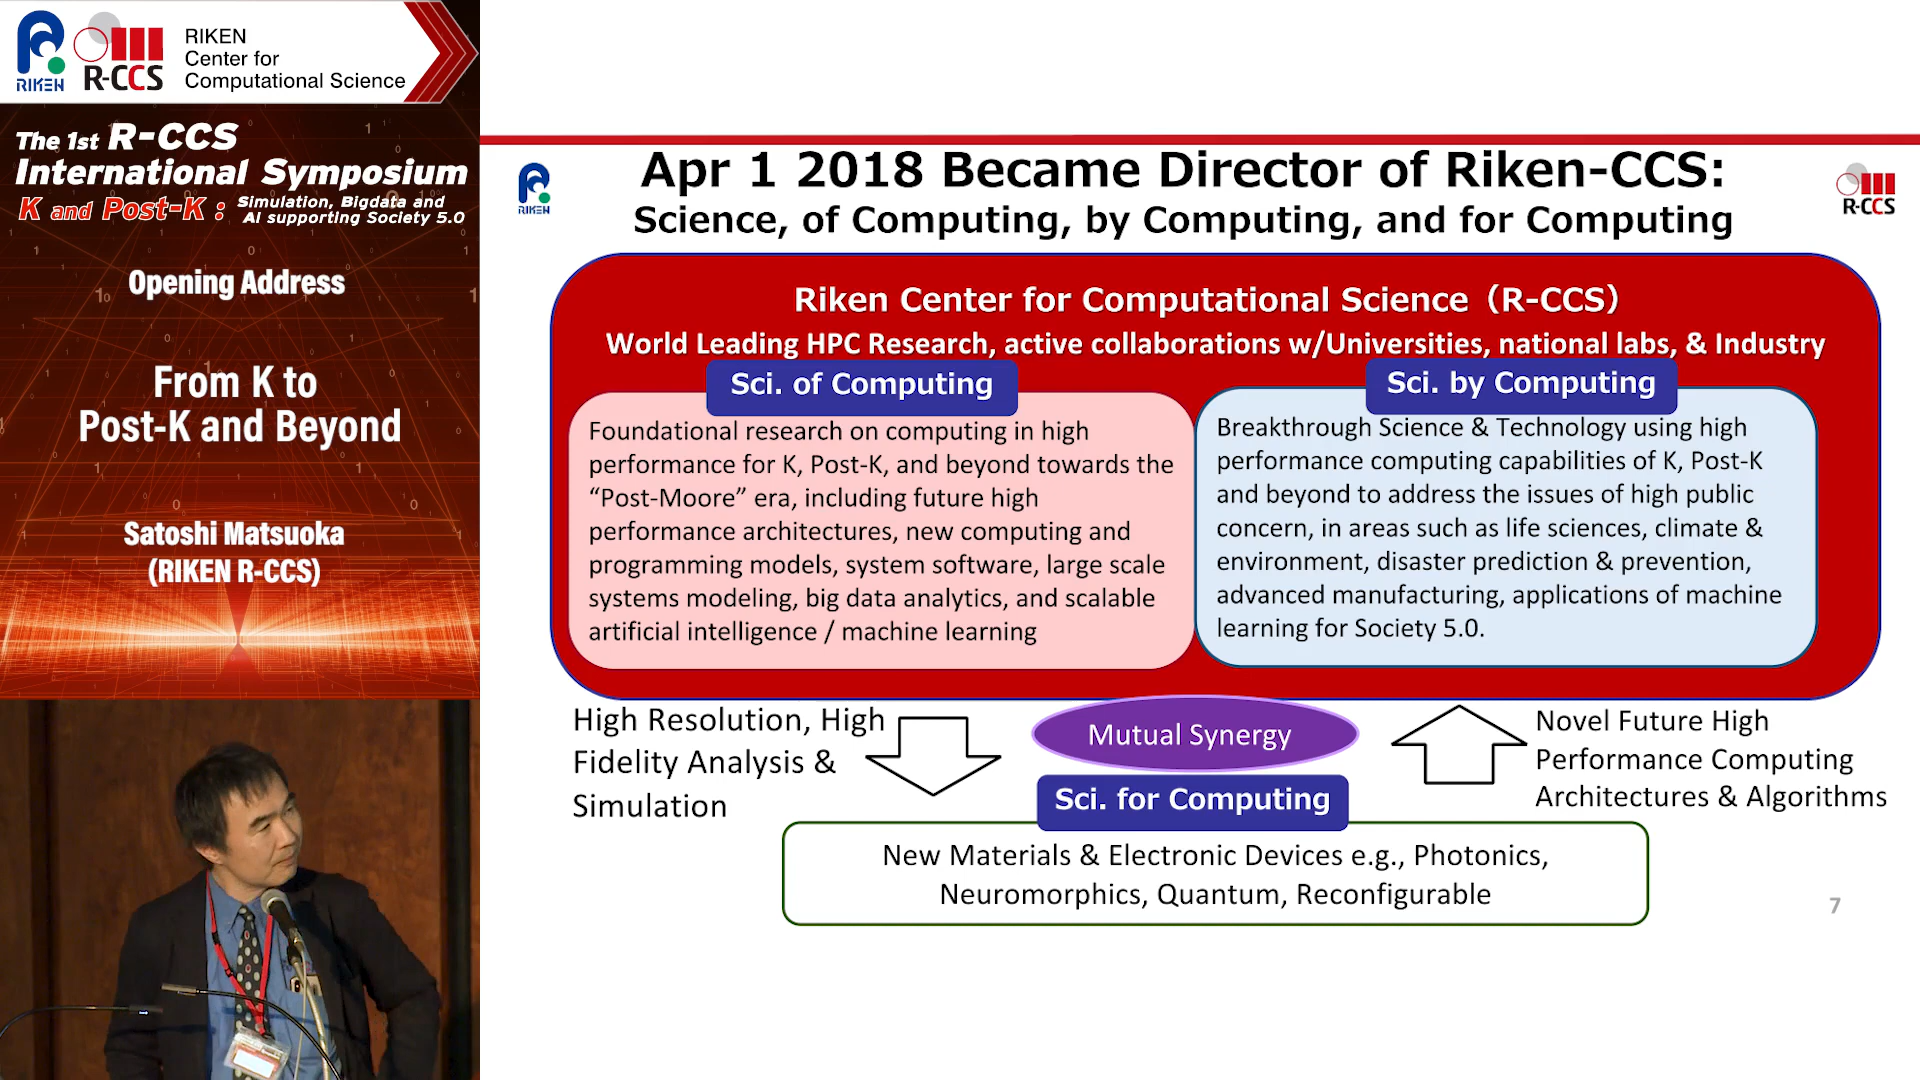 RIKEN
R-CCS
RIKEN
Center for
Computational Science
The 1st R-CCS
International Symposium
K and Post-K : Simulation, Bigdata and
AI supporting Society 5.0
Opening Address
From K to
Post-K and Beyond
Satoshi Matsuoka
(RIKEN R-CCS)
RIKEN
Apr 1 2018 Became Director of Riken-CCS:
Science, of Computing, by Computing, and for Computing
R-CCS
Riken Center for Computational Science（R-CCS）
World Leading HPC Research, active collaborations w/Universities, national labs, & Industry
Sci. of Computing
Foundational research on computing in high
performance for K, Post-K, and beyond towards the
“Post-Moore” era, including future high
performance architectures, new computing and
programming models, system software, large scale
systems modeling, big data analytics, and scalable
artificial intelligence / machine learning
Sci. by Computing
Breakthrough Science & Technology using high
performance computing capabilities of K, Post-K
and beyond to address the issues of high public
concern, in areas such as life sciences, climate &
environment, disaster prediction & prevention,
advanced manufacturing, applications of machine
learning for Society 5.0.
High Resolution, High
Fidelity Analysis &
Simulation
Mutual Synergy
Novel Future High
Performance Computing
Architectures & Algorithms
Sci. for Computing
New Materials & Electronic Devices e.g., Photonics,
Neuromorphics, Quantum, Reconfigurable
7